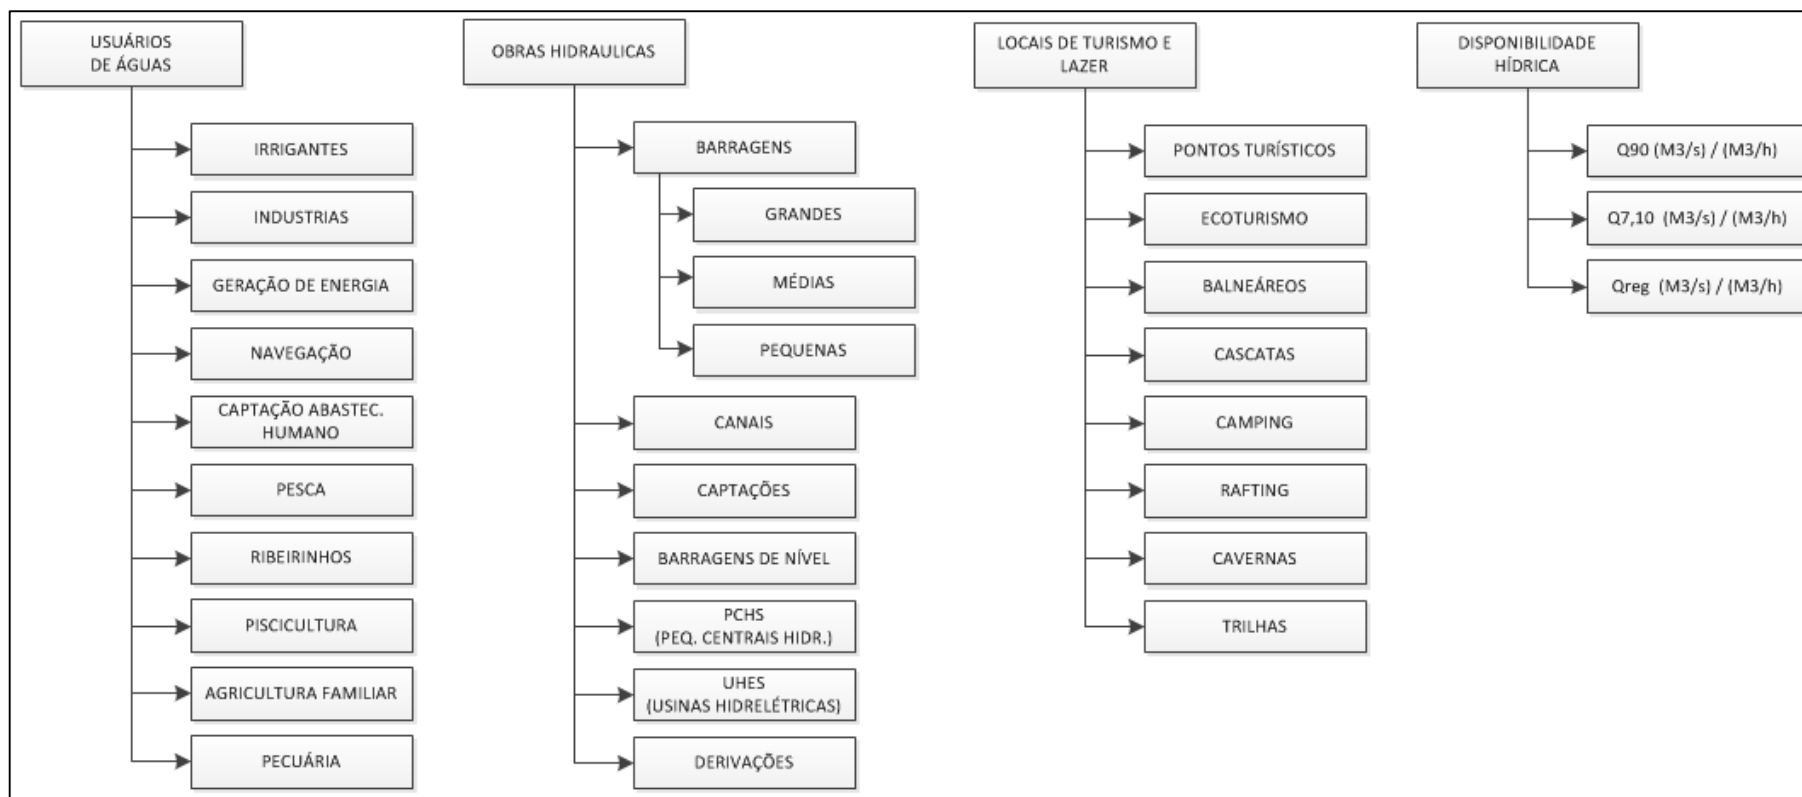 USUÁRIOS
DE ÁGUAS
IRRIGANTES
INDUSTRIAS
GERAÇÃO DE ENERGIA
NAVEGAÇÃO
CAPTAÇÃO ABASTEC.
HUMANO
PESCA
RIBEIRINHOS
PISCICULTURA
AGRICULTURA FAMILIAR
PECUÁRIA
OBRAS HIDRAULICAS
BARRAGENS
GRANDES
MÉDIAS
PEQUENAS
CANAIS
CAPTAÇÕES
BARRAGENS DE NÍVEL
PCHS
(PEQ. CENTRAIS HIDR.)
UHES
(USINAS HIDRELÉTRICAS)
DERIVAÇÕES
LOCAIS DE TURISMO E
LAZER
PONTOS TURÍSTICOS
ECOTURISMO
BALNEÁREOS
CASCATAS
CAMPING
RAFTING
CAVERNAS
TRILHAS
DISPONIBILIDADE
HÍDRICA
Q90 (M3/s) / (M3/h)
Q7,10 (M3/s) / (M3/h)
Qreg (M3/s) / (M3/h)